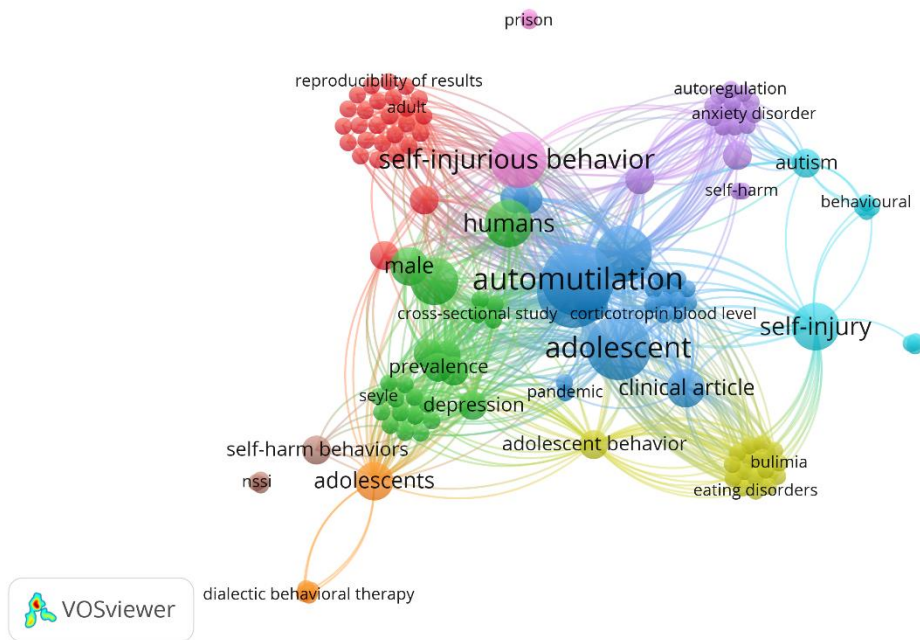 prison
reproducibility of results
adult
autoregulation
anxiety disorder
self-injurious behavior
autism
self-harm
behavioural
humans
male
automutilation
cross-sectional study
corticotropin blood level
self-injury
adolescent
prevalence
seyle
depression
pandemic
clinical article
self-harm behaviors
adolescent behavior
bulimia
nssi
adolescents
eating disorders
dialectic behavioral therapy
VOSviewer